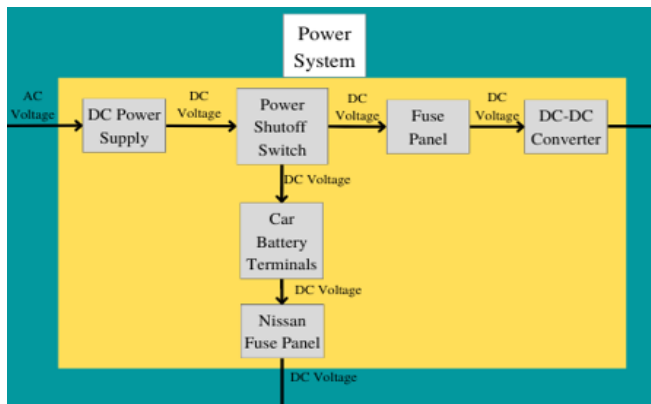 Power
System
AC
Voltage
DC Power
Supply
DC
Voltage
Power
Shutoff
Switch
DC
Voltage
Fuse
Panel
DC
Voltage
DC-DC
Converter
DC Voltage
Car
Battery
Terminals
DC Voltage
Nissan
Fuse Panel
DC Voltage